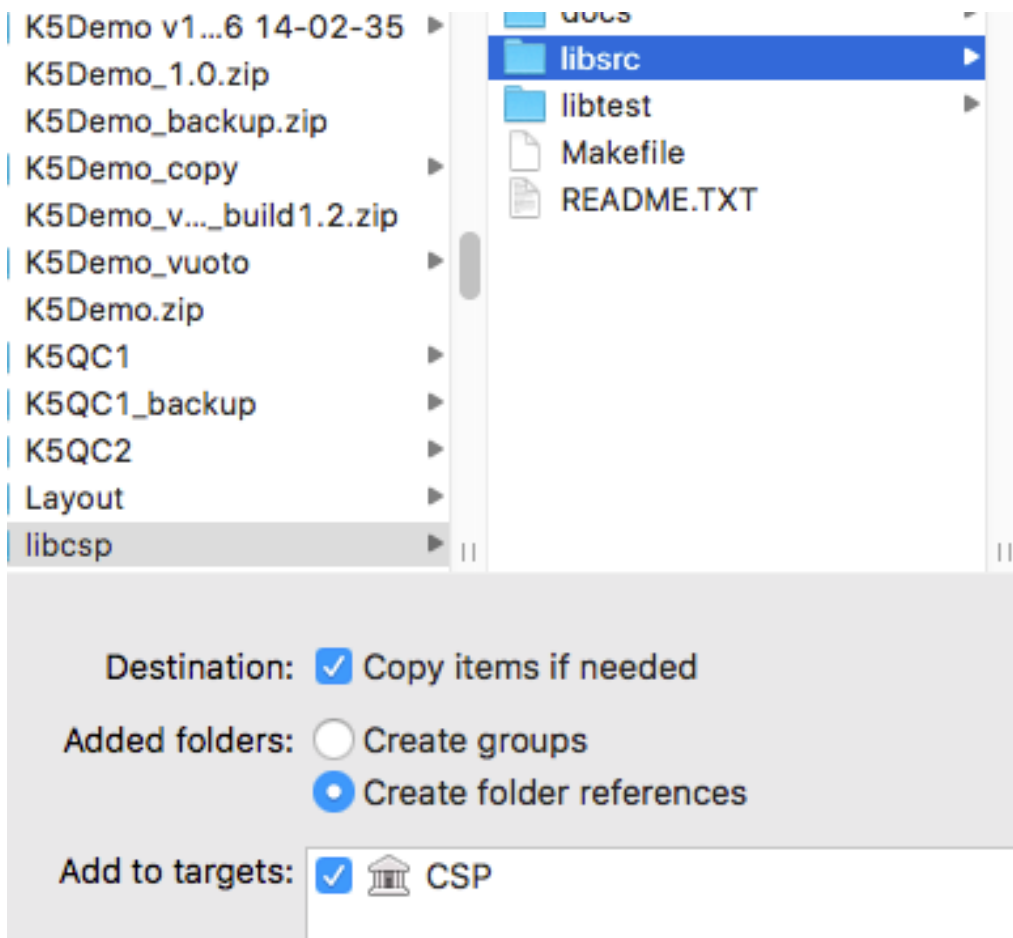 K5Demo v1...6 14-02-35
K5Demo_1.0.zip
K5Demo_backup.zip
K5Demo_copy
K5Demo_v..._build1.2.zip
K5Demo_vuoto
K5Demo.zip
K5QC1
K5QC1_backup
K5QC2
Layout
libcsp
docs
libsrc
libtest
Makefile
README.TXT
Destination: Copy items if needed
Added folders: Create groups
Create folder references
Add to targets: CSP